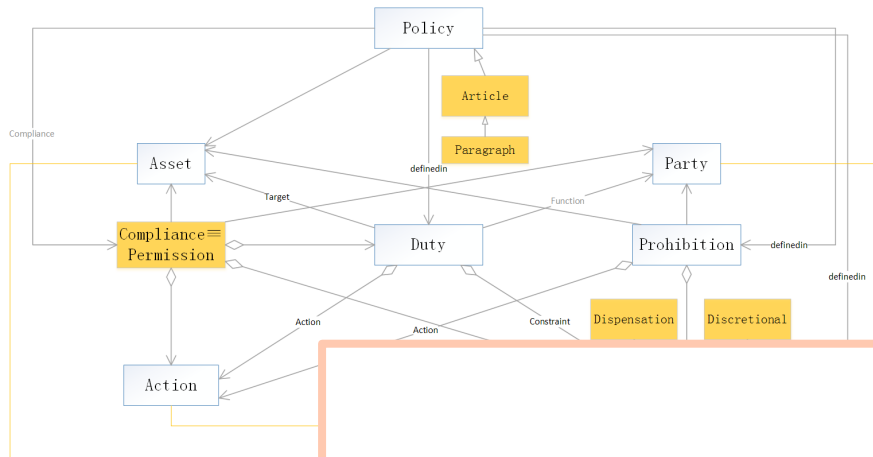 Policy
Article
Compliance
Paragraph
Asset
Party
definedin
Target
Function
Compliance≡
Permission
Duty
Prohibition
definedin
definedin
Dispensation
Discretional
Action
Constraint
Action
Action